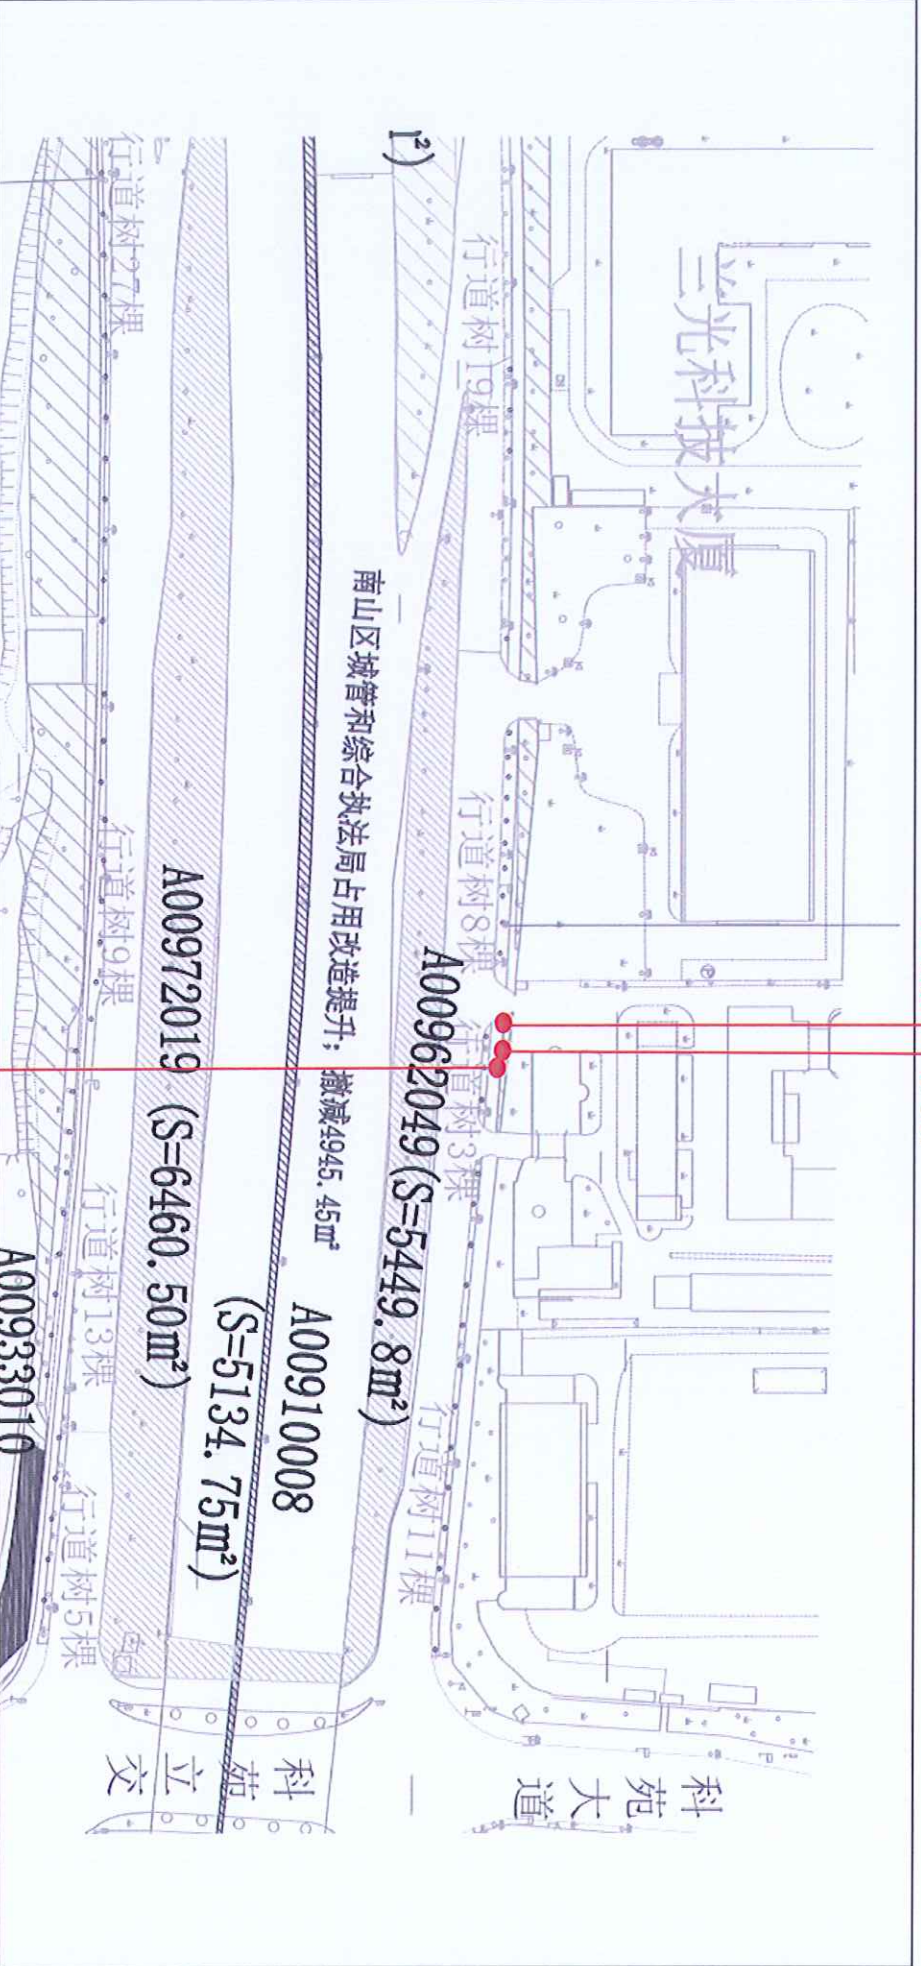 1²)
三兴光科技大厦
行道树19棵
行道树27棵
南山区城管和综合执法局占用改造提升；撤减4945.45m²
行道树8棵
行道树9棵
A00962049(S=5449.8m²)
行道树3棵
A00972019 (S=6460.50m²)
行道树13棵
A00910008
(S=5134.75m²)
A00933010
行道树11棵
行道树5棵
科苑大道
科苑立交